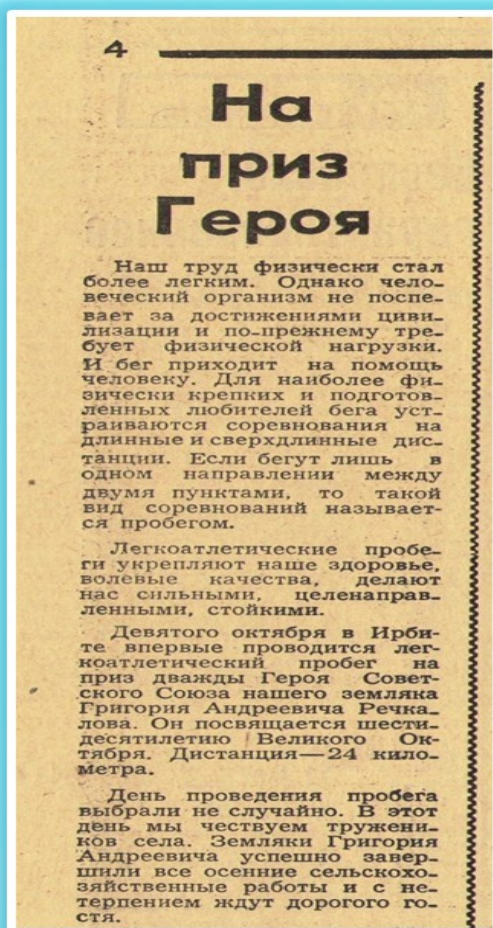 4
На
приз
Героя
Наш труд физически стал
более легким. Однако чело-
веческий организм не поспе-
вает за достижениями циви-
лизации и по-прежнему тре-
бует физической нагрузки.
И бег приходит на помощь
человеку. Для наиболее фи-
зически крепких и подготов-
ленных любителей бега уст-
раиваются соревнования на
длинные и сверхдлинные дис-
танции. Если бегут лишь в
одном направлении между
двумя пунктами, то такой
вид соревнований называет-
ся пробегом.
Легкоатлетические пробе-
ги укрепляют наше здоровье,
волевые качества, делают
нас сильными, целенаправ-
ленными, стойкими.
Девятого октября в Ирби-
те впервые проводится лег-
коатлетический пробег на
приз дважды Героя Совет-
ского Союза нашего земляка
Григория Андреевича Речка-
лова. Он посвящается шести-
десятилетию Великого Ок-
тября. Дистанция—24 кило-
метра.
День проведения пробега
выбрали не случайно. В этот
день мы чествуем тружени-
ков села. Земляки Григория
Андреевича успешно завер-
шили все осенние сельскохо-
зяйственные работы и с не-
терпением ждут дорогого го-
стя.